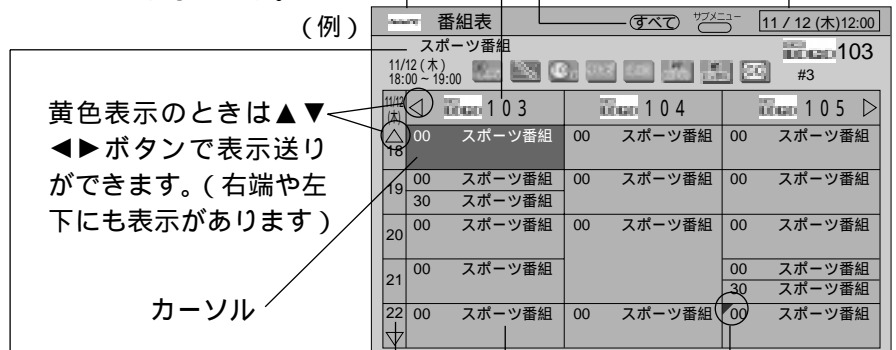 (例)
番組表
すべて
サブメニュー
11 / 12 (木)12:00
スポーツ番組
11/12 (木)
18:00 ~ 19:00
103
#3
黄色表示のときは▲▼
◀▶ボタンで表示送り
ができます。(右端や左
下にも表示があります)
カーソル
11/12
(木)
◁ 103
104
105 ▷
△
18
00 スポーツ番組
00 スポーツ番組
00 スポーツ番組
19
00 スポーツ番組
30 スポーツ番組
00 スポーツ番組
00 スポーツ番組
20
00 スポーツ番組
00 スポーツ番組
00 スポーツ番組
21
00 スポーツ番組
00 スポーツ番組
30 スポーツ番組
22
00 スポーツ番組
00 スポーツ番組
00 スポーツ番組
▽